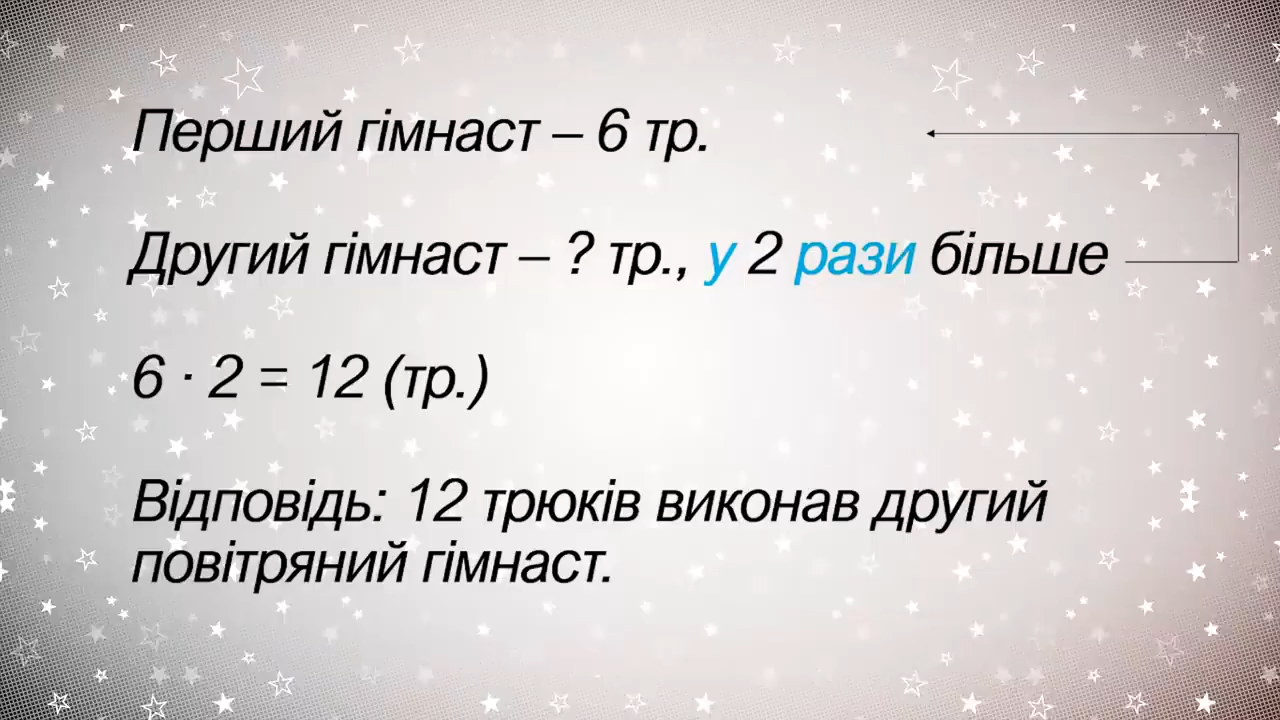 Перший гімнаст – 6 тр.
Другий гімнаст – ? тр., у 2 рази більше
6 · 2 = 12 (тр.)
Відповідь: 12 трюків виконав другий
повітряний гімнаст.